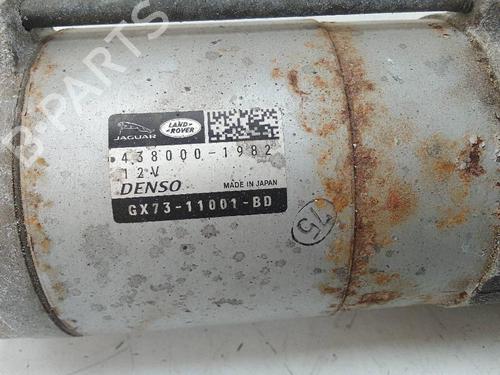 JAGUAR
LAND-
ROVER
438000-1982
12V
DENSO MADE IN JAPAN
GX73-11001-BD
75
B-PARTS